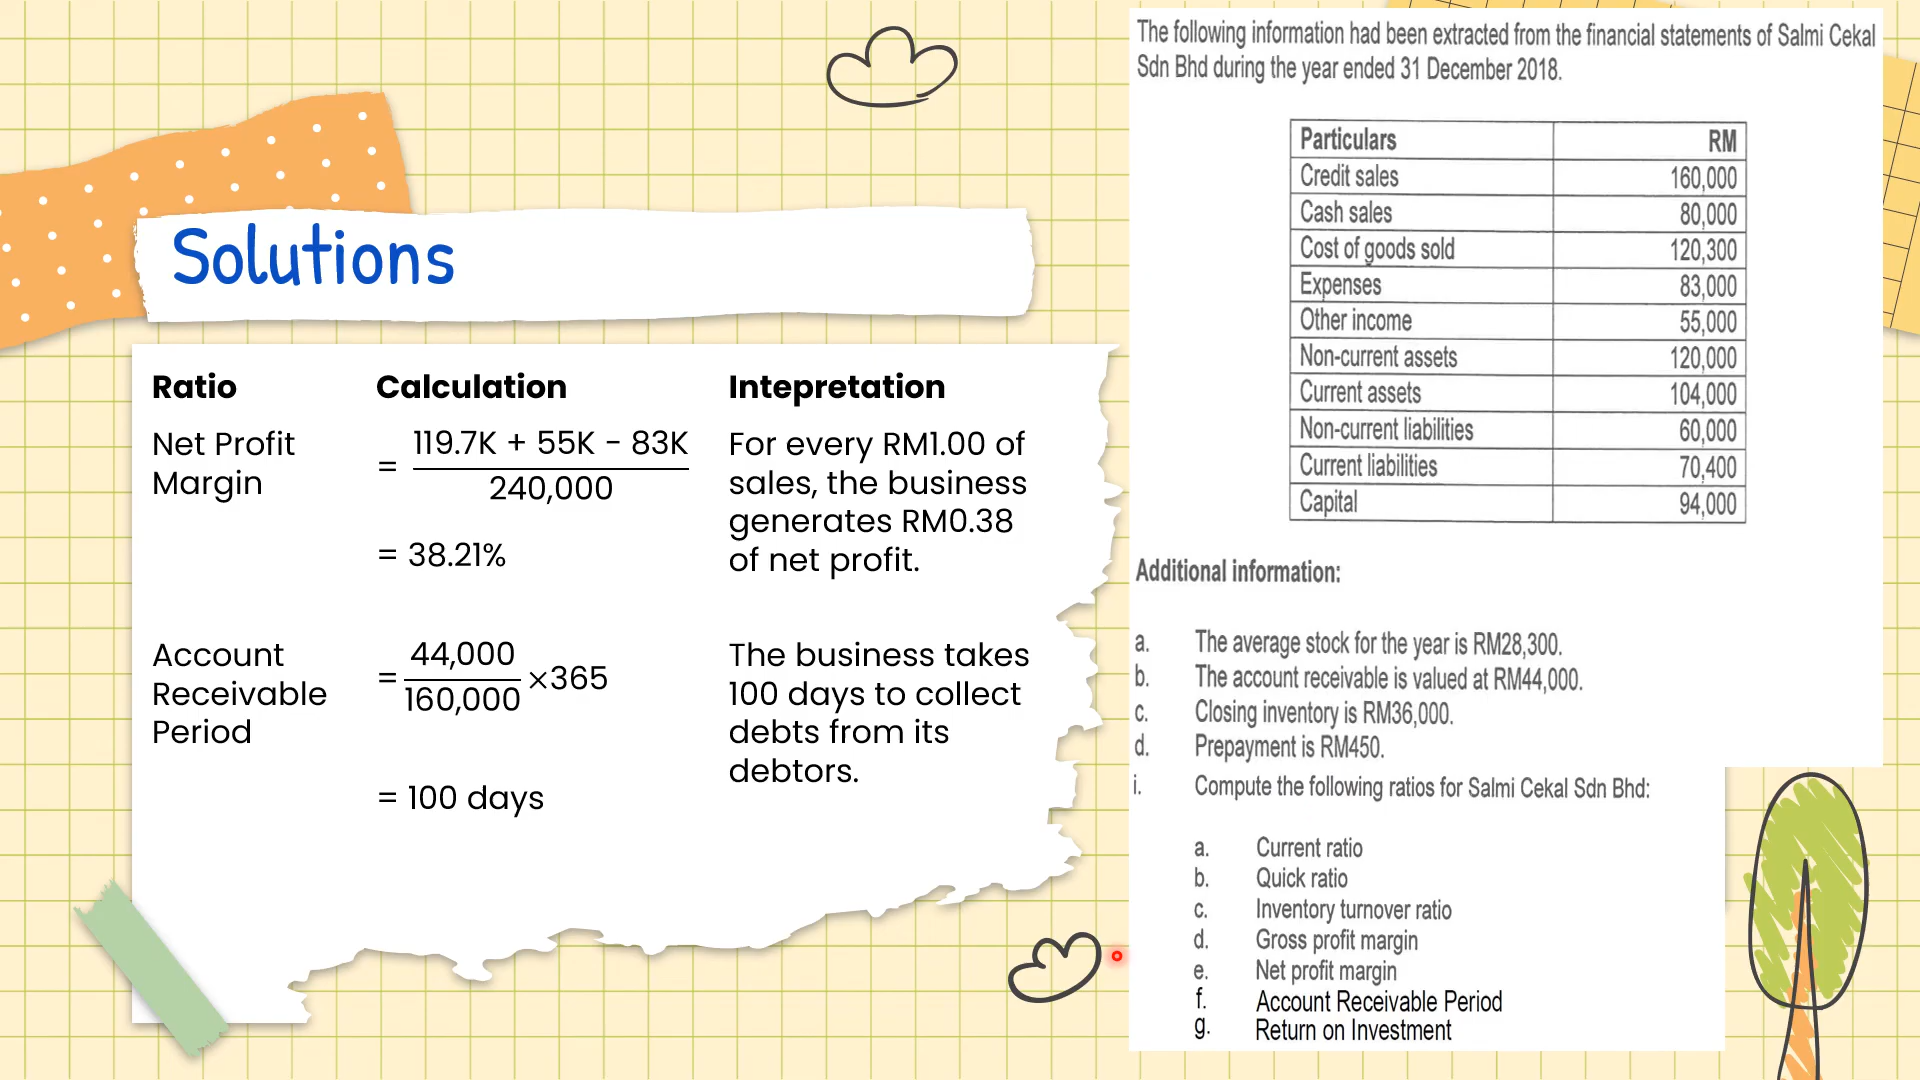 Solutions
Ratio Calculation Intepretation
Net Profit Margin
= 119.7K + 55K - 83K
240,000
= 38.21%
For every RM1.00 of
sales, the business
generates RM0.38
of net profit.
Account
Receivable
Period
= 44,000
160,000 ×365
= 100 days
The business takes
100 days to collect
debts from its
debtors.
The following information had been extracted from the financial statements of Salmi Cekal
Sdn Bhd during the year ended 31 December 2018.
Particulars RM
Credit sales 160,000
Cash sales 80,000
Cost of goods sold 120,300
Expenses 83,000
Other income 55,000
Non-current assets 120,000
Current assets 104,000
Non-current liabilities 60,000
Current liabilities 70,400
Capital 94,000
Additional information:
a. The average stock for the year is RM28,300.
b. The account receivable is valued at RM44,000.
c. Closing inventory is RM36,000.
d. Prepayment is RM450.
i. Compute the following ratios for Salmi Cekal Sdn Bhd:
a. Current ratio
b. Quick ratio
c. Inventory turnover ratio
d. Gross profit margin
e. Net profit margin
f. Account Receivable Period
g. Return on Investment